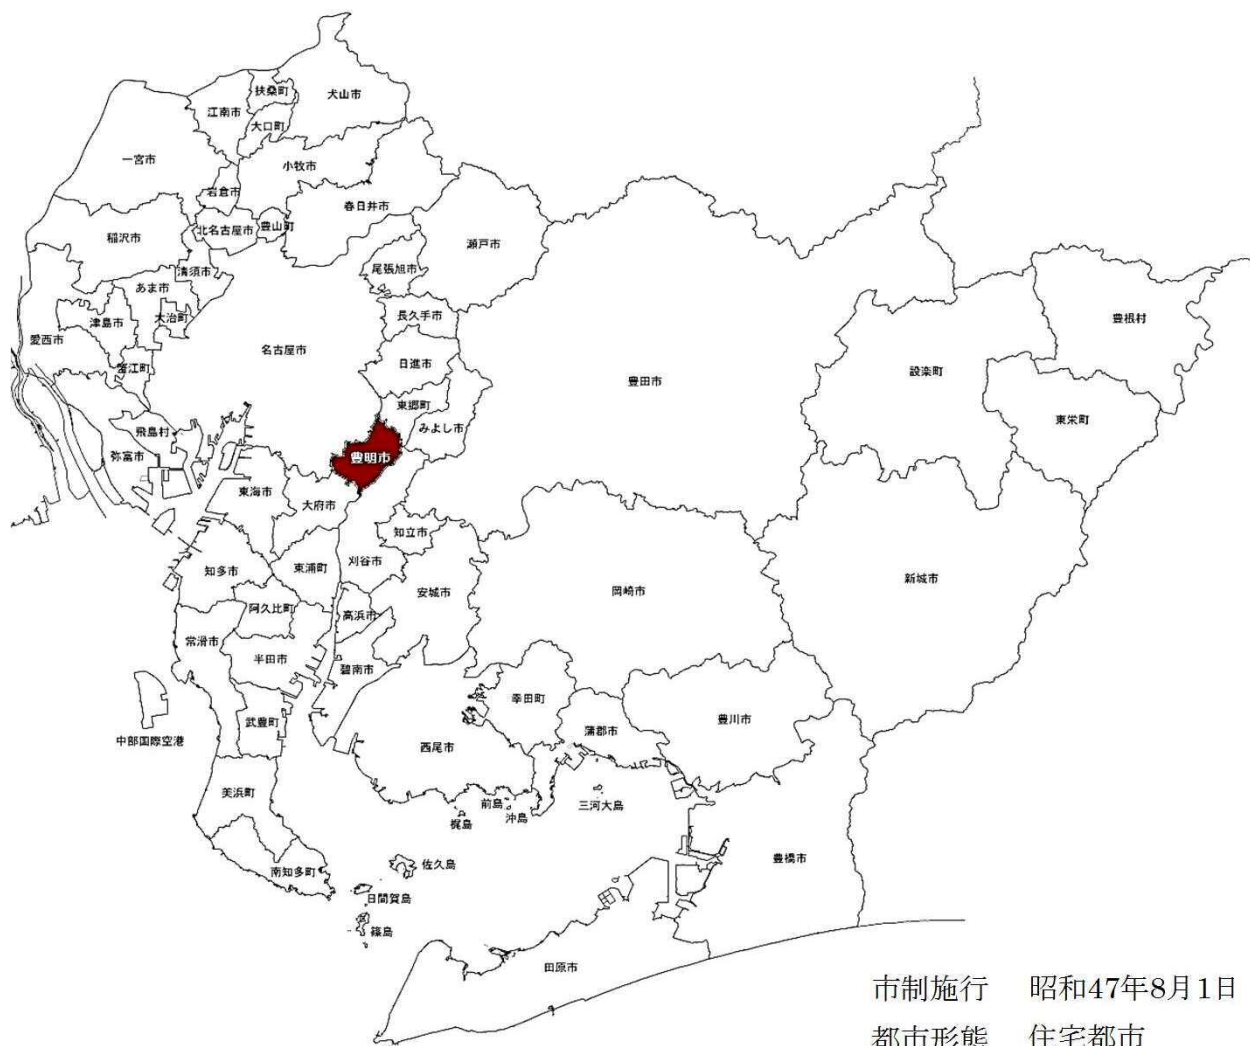 扶桑町
犬山市
江南市
大口町
一宮市
小牧市
岩倉市
春日井市
北名古屋市
豊山町
稲沢市
瀬戸市
尾張旭市
清須市
あま市
長久手市
大治町
津島市
豊根村
愛西市
名古屋市
日進市
蟹江町
豊田市
設楽町
東郷町
東栄町
みよし市
飛島村
弥富市
豊明市
東海市
大府市
知立市
刈谷市
知多市
東浦町
新城市
安城市
岡崎市
阿久比町
高浜市
常滑市
半田市
碧南市
幸田町
武豊町
豊川市
蒲郡市
中部国際空港
西尾市
美浜町
前島
三河大島
沖島
梶島
豊橋市
佐久島
南知多町
日間賀島
篠島
田原市
市制施行 昭和47年8月1日
都市形態 住宅都市